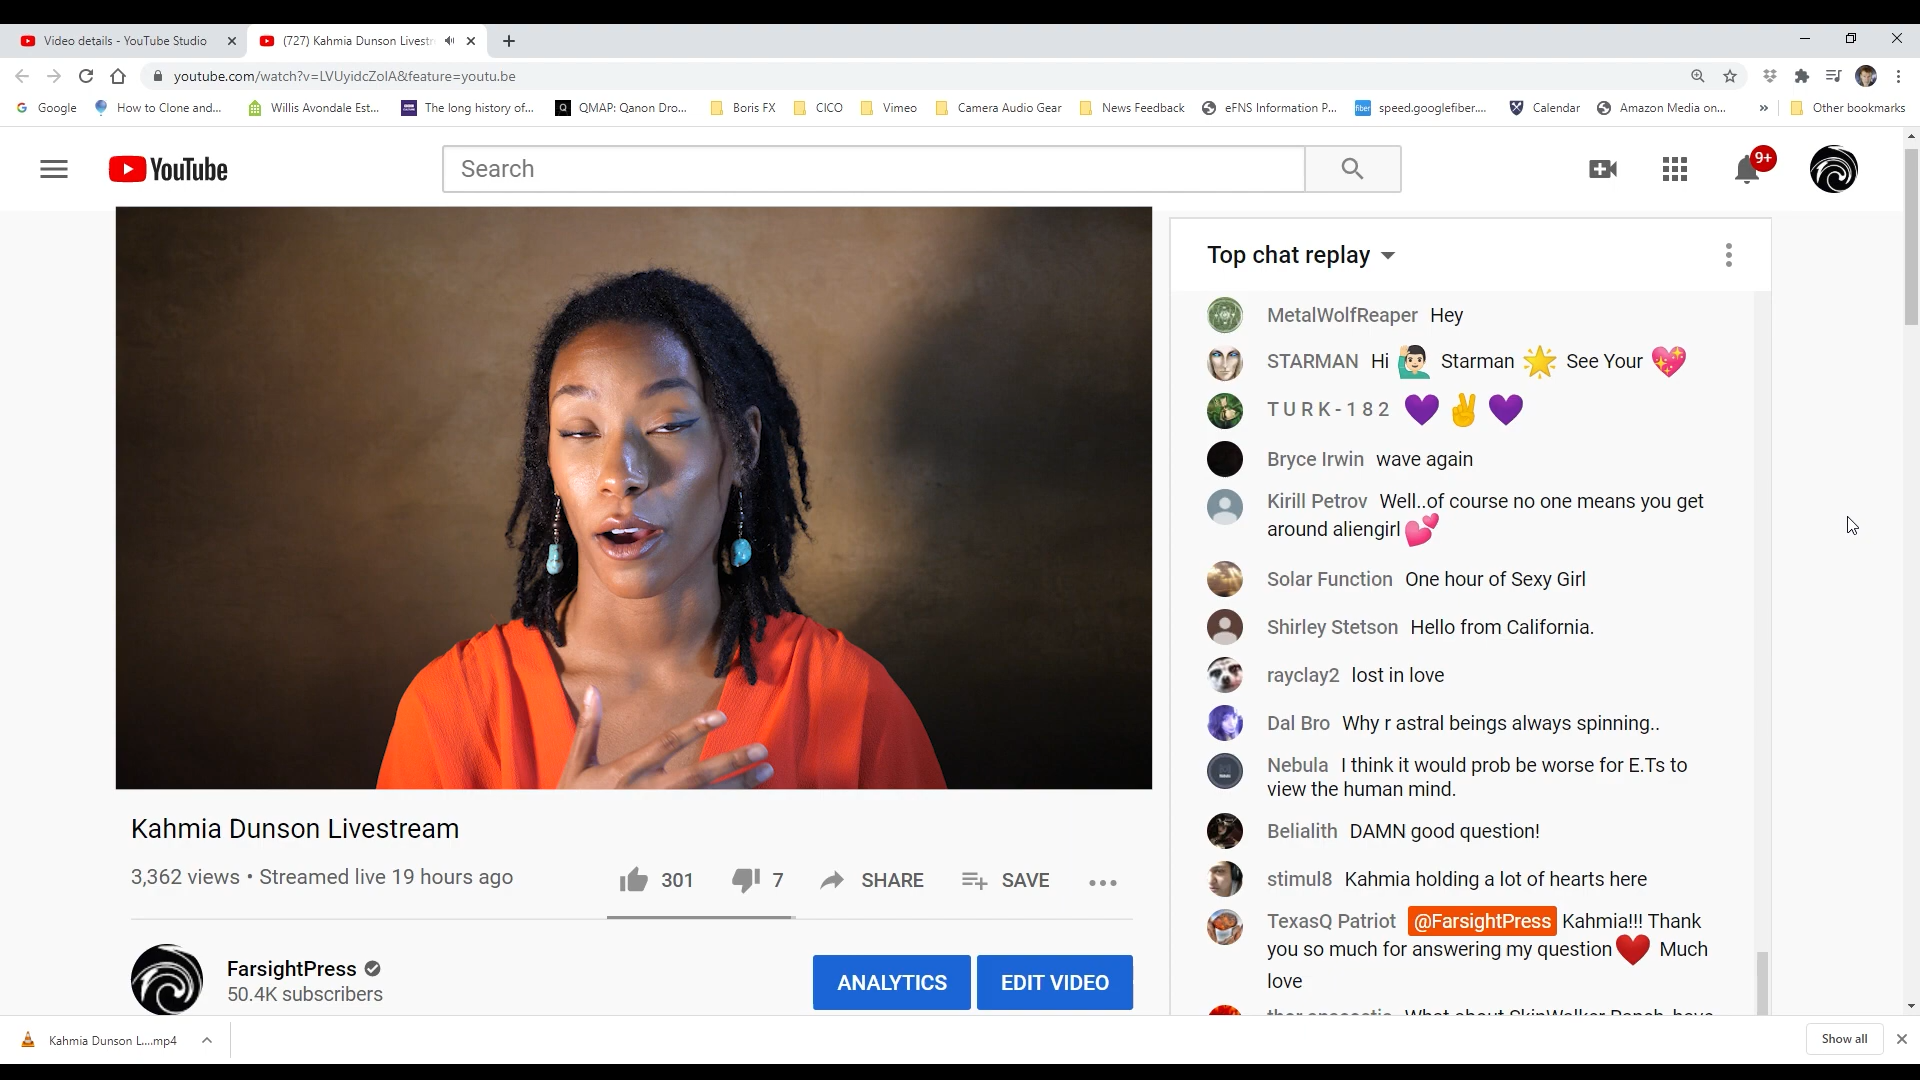 Video details - YouTube Studio
(727) Kahmia Dunson Livestr
youtube.com/watch?v=LVUyidcZolA&feature=youtu.be
Google How to Clone and... Willis Avondale Est... The long history of... QMAP: Qanon Dro... Boris FX CICO Vimeo Camera Audio Gear News Feedback eFNS Information P... fiber speed.googlefiber.... Calendar Amazon Media on... » Other bookmarks
YouTube
Search
9+
Top chat replay
MetalWolfReaper Hey
STARMAN Hi 🙋🏻‍♂️ Starman 🌟 See Your 💖
T U R K - 1 8 2 💜 ✌ 💜
Bryce Irwin wave again
Kirill Petrov Well..of course no one means you get
around aliengirl 💕
Solar Function One hour of Sexy Girl
Shirley Stetson Hello from California.
rayclay2 lost in love
Dal Bro Why r astral beings always spinning..
Nebula I think it would prob be worse for E.Ts to
view the human mind.
Belialith DAMN good question!
stimul8 Kahmia holding a lot of hearts here
TexasQ Patriot @FarsightPress Kahmia!!! Thank
you so much for answering my question ❤ Much
love
What about SkinWalker Ranch, have
Kahmia Dunson Livestream
3,362 views • Streamed live 19 hours ago
301 7 SHARE SAVE
FarsightPress
50.4K subscribers
ANALYTICS EDIT VIDEO
Kahmia Dunson L....mp4
Show all